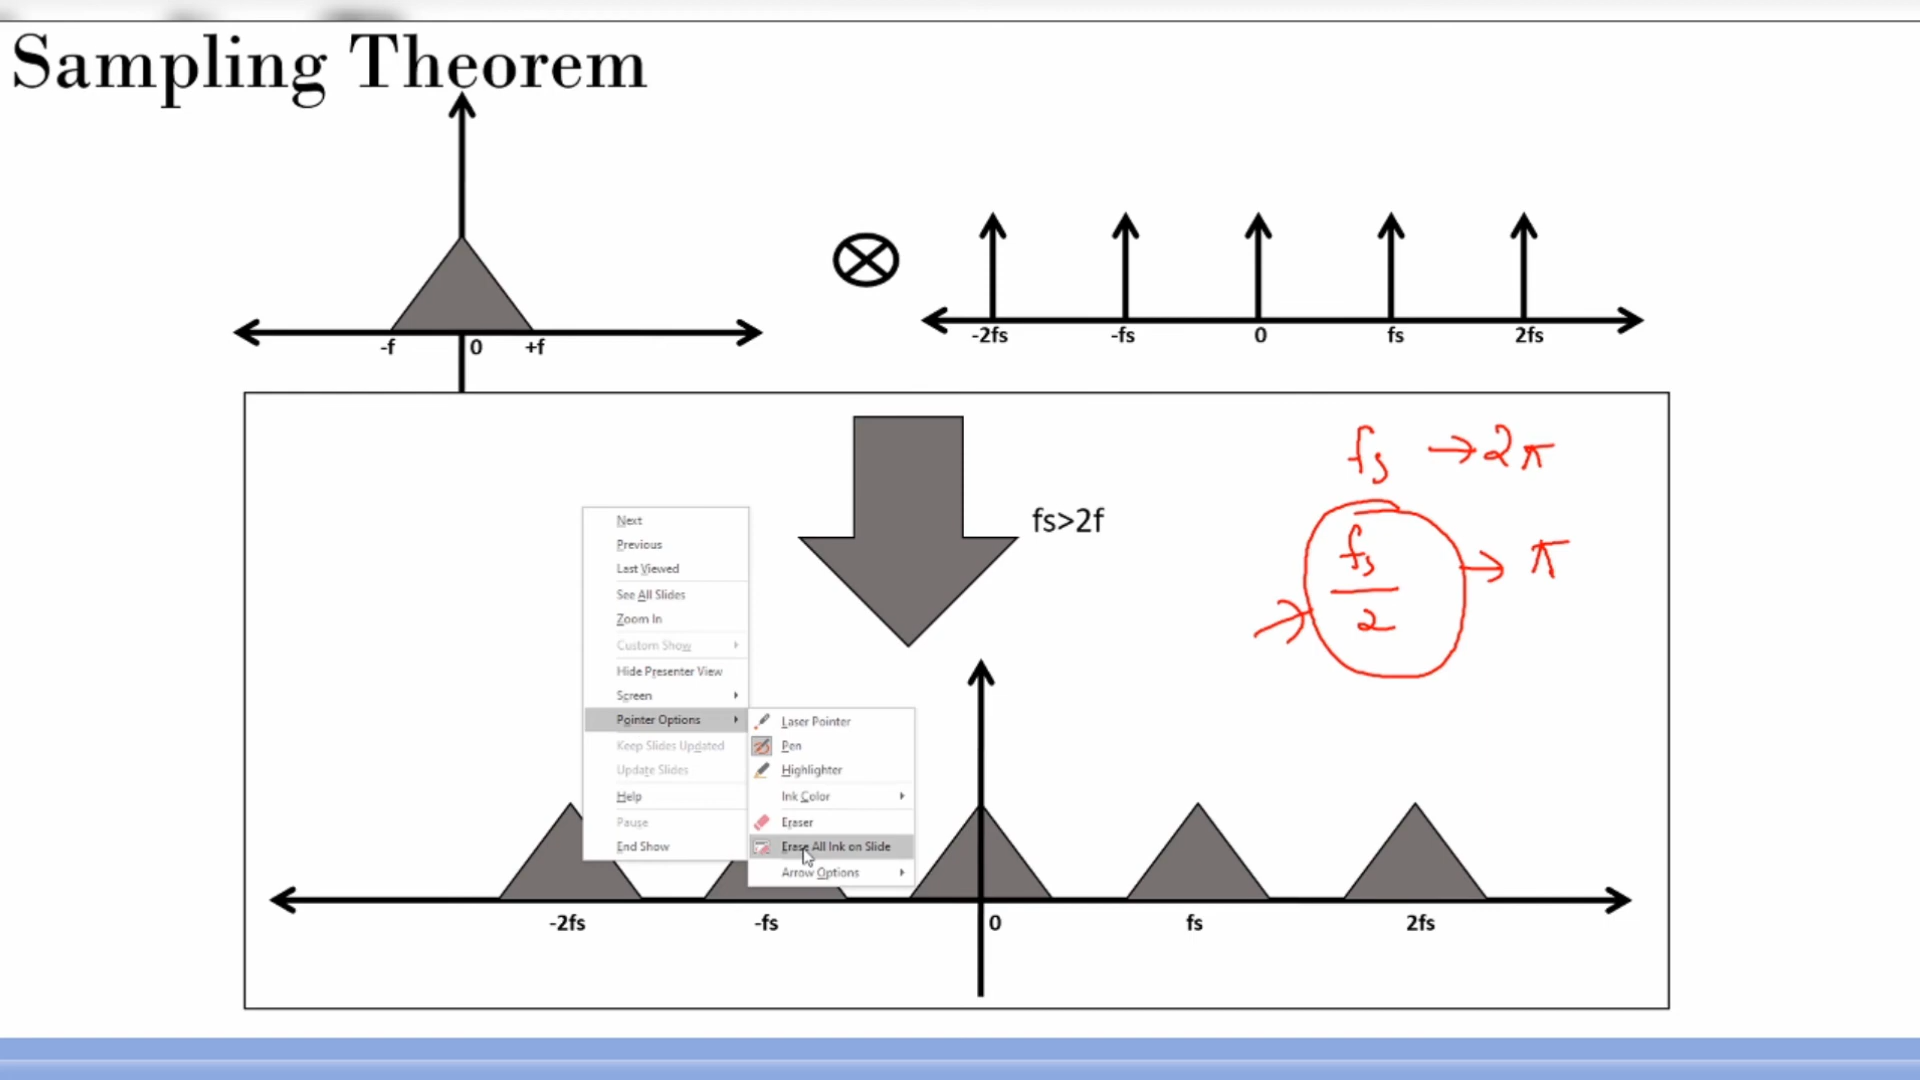 Sampling Theorem
-f 0 +f
-2fs -fs 0 fs 2fs
fs → 2π
fs>2f
fs/2 → π
Next
Previous
Last Viewed
See All Slides
Zoom In
Custom Show
Hide Presenter View
Screen
Pointer Options
Keep Slides Updated
Update Slides
Help
Pause
End Show
Laser Pointer
Pen
Highlighter
Ink Color
Eraser
Erase All Ink on Slide
Arrow Options
-2fs -fs 0 fs 2fs